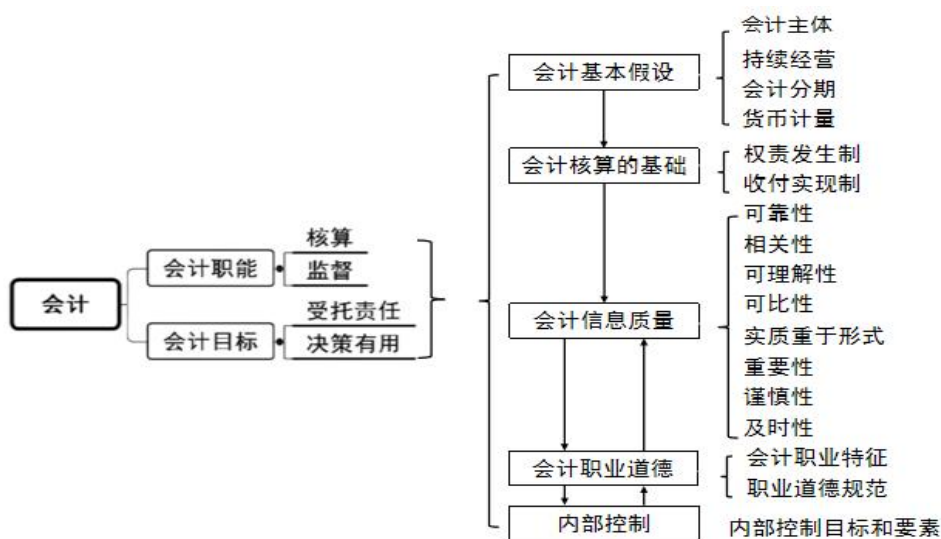 会计
会计职能
核算
监督
会计目标
受托责任
决策有用
会计基本假设
会计主体
持续经营
会计分期
货币计量
会计核算的基础
权责发生制
收付实现制
会计信息质量
可靠性
相关性
可理解性
可比性
实质重于形式
重要性
谨慎性
及时性
会计职业道德
会计职业特征
职业道德规范
内部控制
内部控制目标和要素